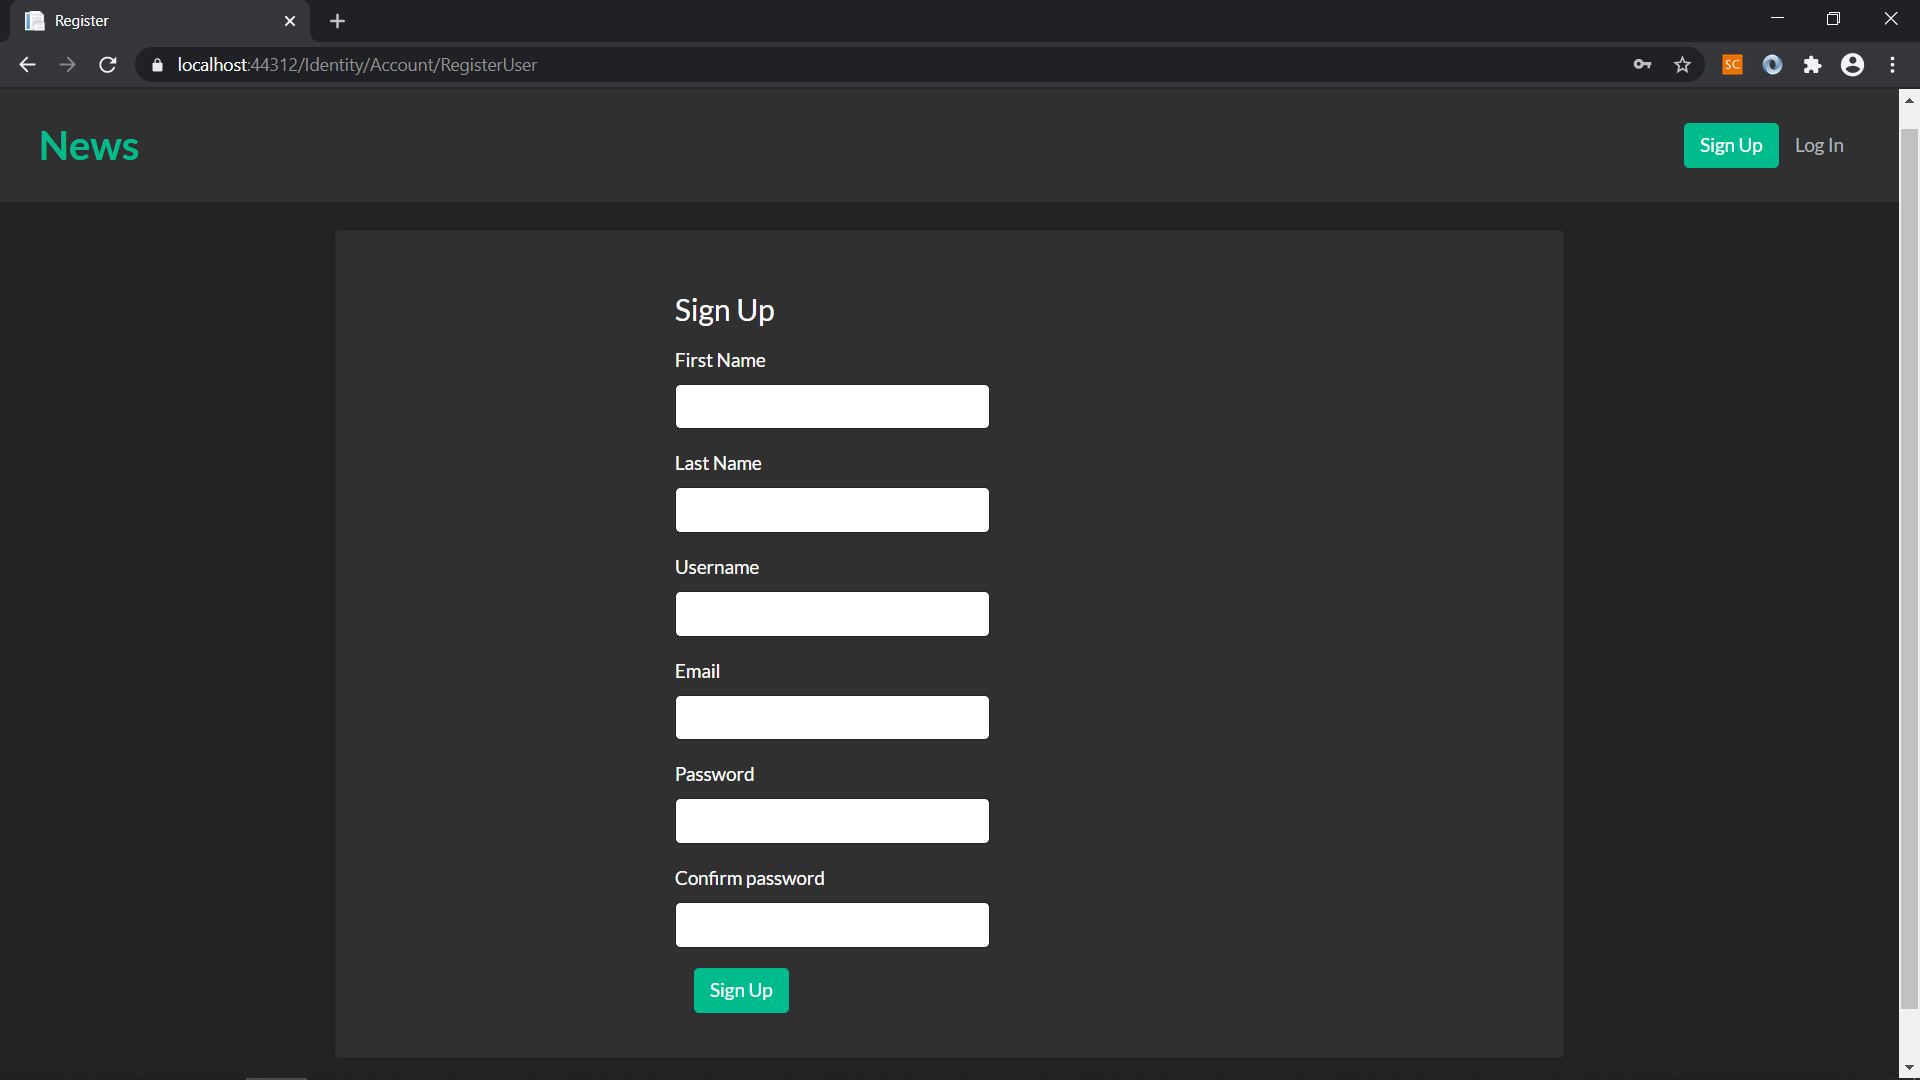 Register
localhost:44312/Identity/Account/RegisterUser
SC
News
Sign Up
Log In
Sign Up
First Name
Last Name
Username
Email
Password
Confirm password
Sign Up